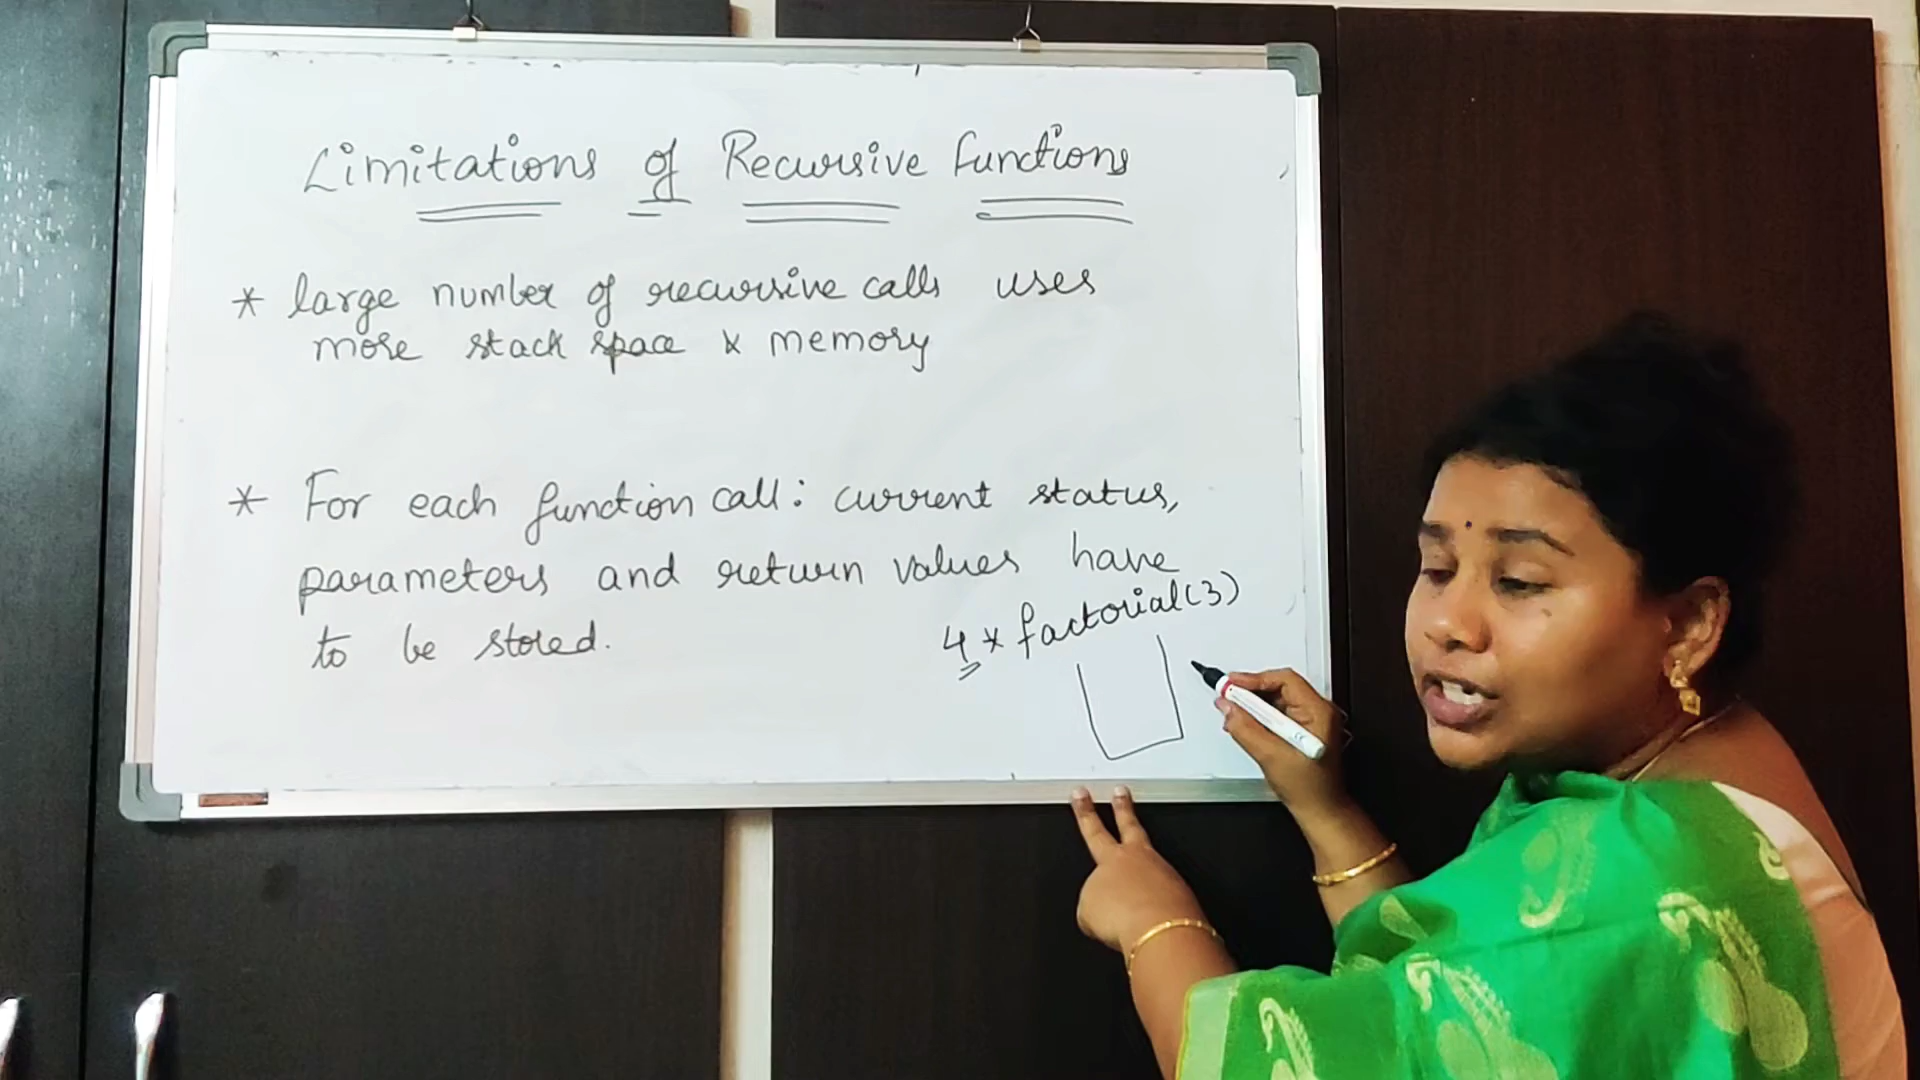 Limitations of Recursive functions
* large number of recursive calls uses
more stack space & memory
* For each function call: current status,
parameters and return values have
to be stored.
4 * factorial(3)